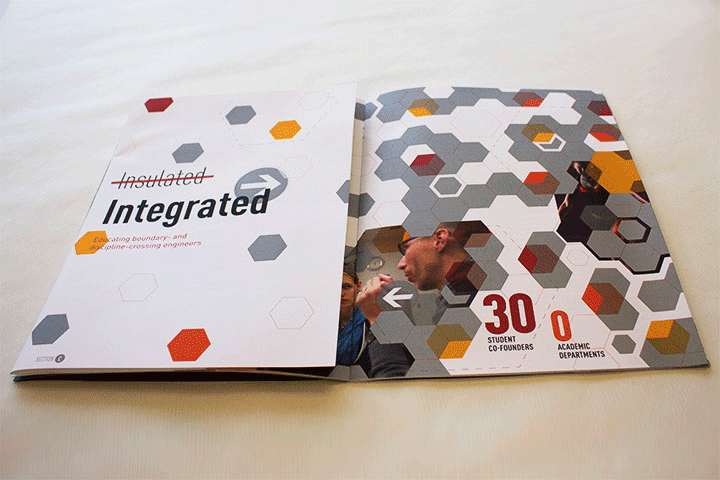 Insulated
Integrated
Educating boundary- and
discipline-crossing engineers
SECTION
30
STUDENT
CO-FOUNDERS
0
ACADEMIC
DEPARTMENTS